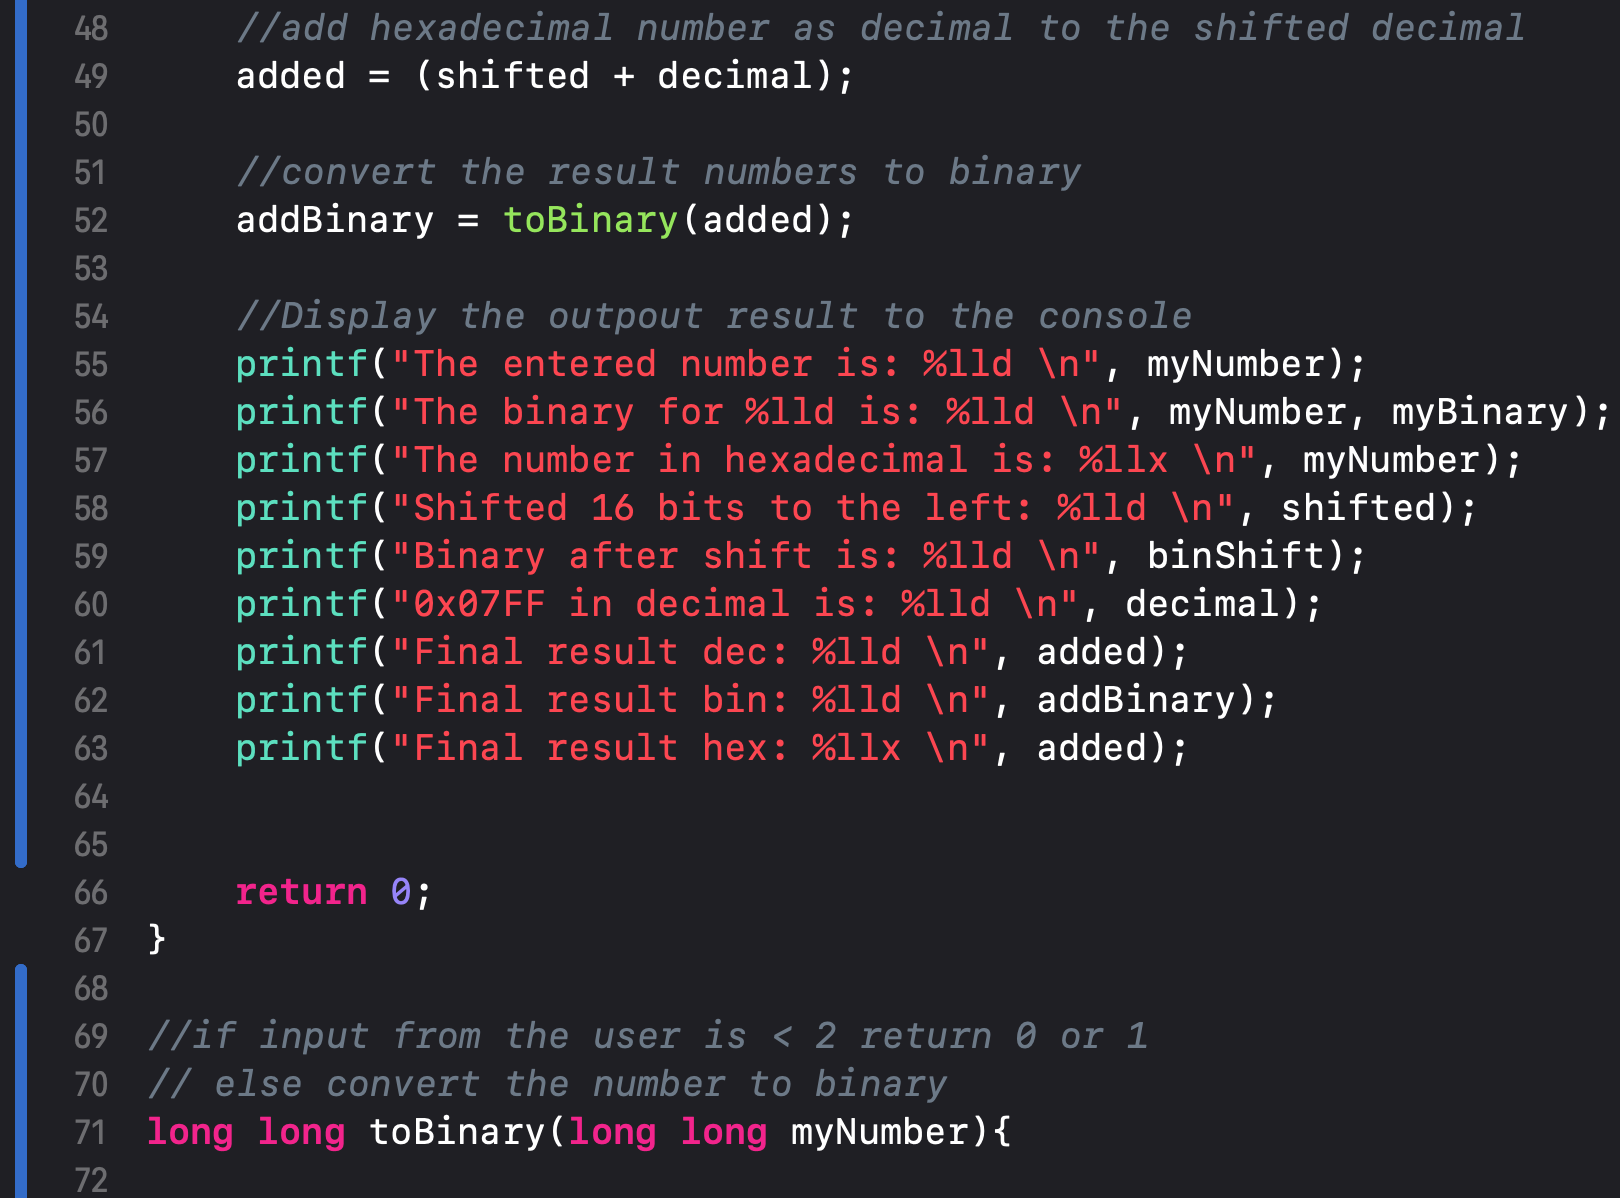 48 //add hexadecimal number as decimal to the shifted decimal
49 added = (shifted + decimal);
50
51 //convert the result numbers to binary
52 addBinary = toBinary(added);
53
54 //Display the outpout result to the console
55 printf("The entered number is: %lld \n", myNumber);
56 printf("The binary for %lld is: %lld \n", myNumber, myBinary);
57 printf("The number in hexadecimal is: %llx \n", myNumber);
58 printf("Shifted 16 bits to the left: %lld \n", shifted);
59 printf("Binary after shift is: %lld \n", binShift);
60 printf("0x07FF in decimal is: %lld \n", decimal);
61 printf("Final result dec: %lld \n", added);
62 printf("Final result bin: %lld \n", addBinary);
63 printf("Final result hex: %llx \n", added);
64
65
66 return 0;
67 }
68
69 //if input from the user is < 2 return 0 or 1
70 // else convert the number to binary
71 long long toBinary(long long myNumber){
72